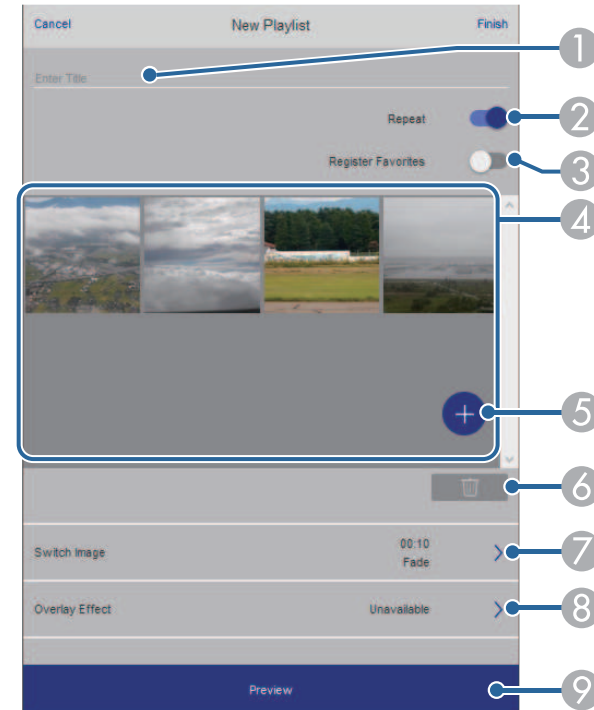 Cancel New Playlist Finish
1
Enter Title
Repeat 2
Register Favorites 3
4
5
6
Switch Image 00:10 7
Fade
Overlay Effect Unavailable 8
Preview 9